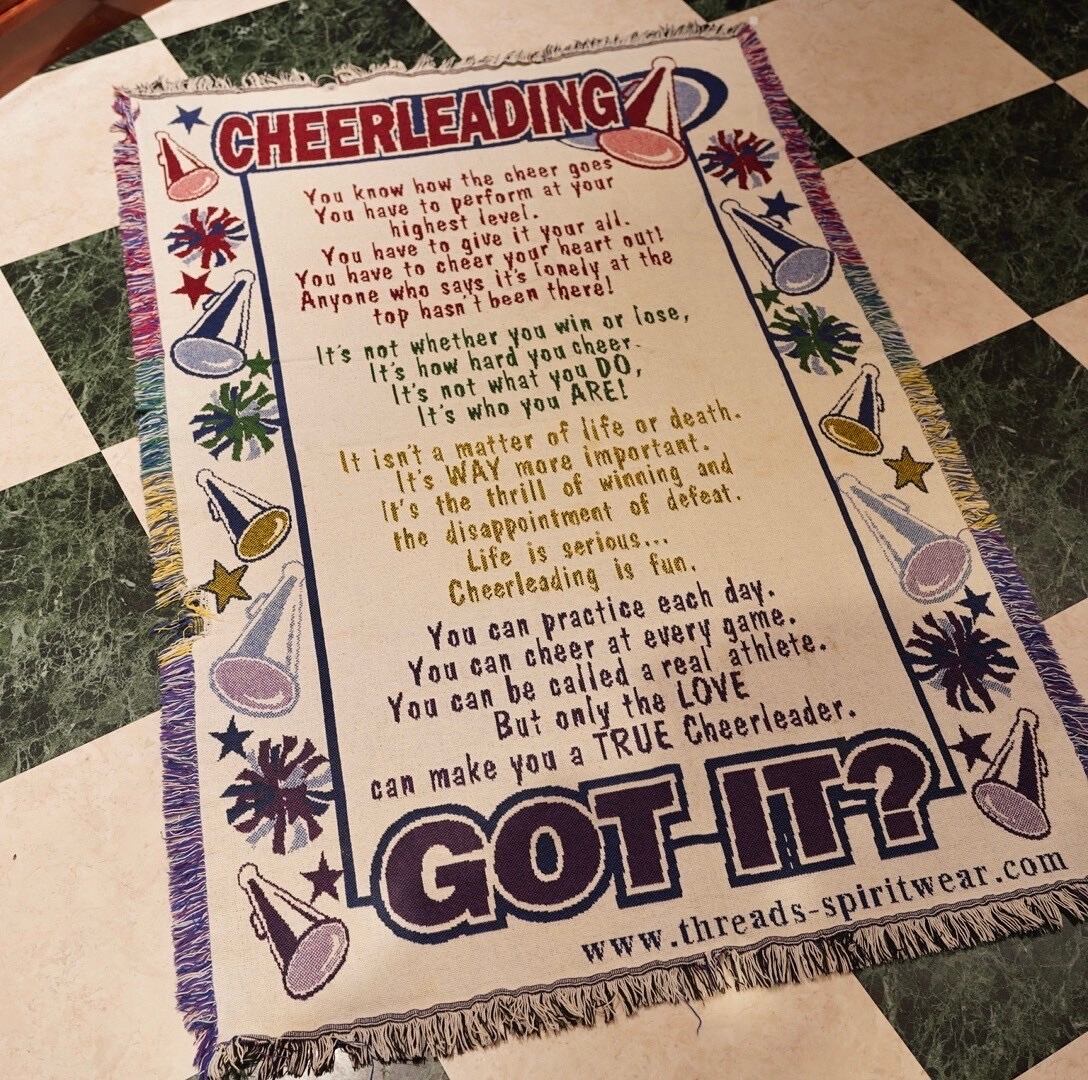 CHEERLEADING
You know how the cheer goes
You have to perform at your
highest level.
You have to give it your all.
You have to cheer your heart out!
Anyone who says it's lonely at the
top hasn't been there!
It's not whether you win or lose,
It's how hard you cheer.
It's not what you DO,
It's who you ARE!
It isn't a matter of life or death.
It's WAY more important.
It's the thrill of winning and
the disappointment of defeat.
Life is serious...
Cheerleading is fun.
You can practice each day.
You can cheer at every game.
You can be called a real athlete.
But only the LOVE
can make you a TRUE Cheerleader.
GOT IT?
www.threads-spiritwear.com